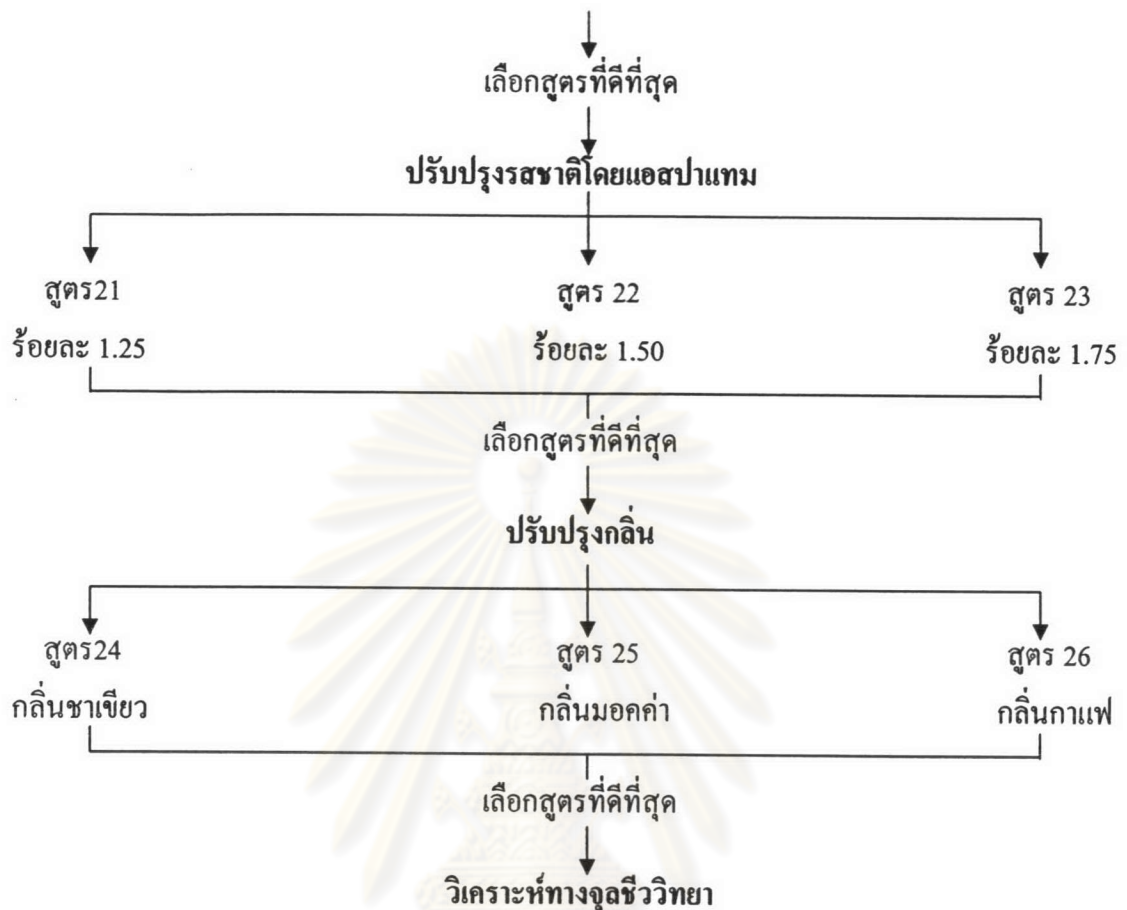 เลือกสูตรที่ดีที่สุด
ปรับปรุงรสชาติโดยแอสปาแทม
สูตร21 สูตร 22 สูตร 23
ร้อยละ 1.25 ร้อยละ 1.50 ร้อยละ 1.75
เลือกสูตรที่ดีที่สุด
ปรับปรุงกลิ่น
สูตร24 สูตร 25 สูตร 26
กลิ่นชาเขียว กลิ่นมอคค่า กลิ่นกาแฟ
เลือกสูตรที่ดีที่สุด
วิเคราะห์ทางจุลชีววิทยา